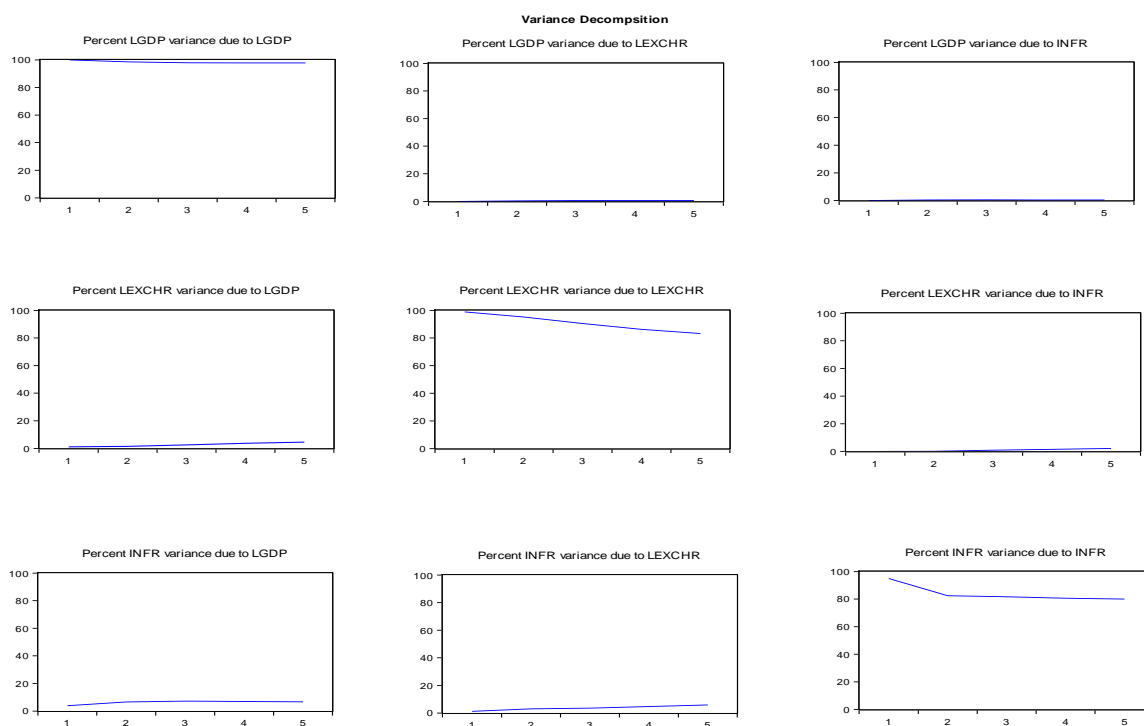 Variance Decompsition
Percent LGDP variance due to LGDP
100
80
60
40
20
0
1 2 3 4 5
Percent LGDP variance due to LEXCHR
100
80
60
40
20
0
1 2 3 4 5
Percent LGDP variance due to INFR
100
80
60
40
20
0
1 2 3 4 5
Percent LEXCHR variance due to LGDP
100
80
60
40
20
0
1 2 3 4 5
Percent LEXCHR variance due to LEXCHR
100
80
60
40
20
0
1 2 3 4 5
Percent LEXCHR variance due to INFR
100
80
60
40
20
0
1 2 3 4 5
Percent INFR variance due to LGDP
100
80
60
40
20
0
1 2 3 4 5
Percent INFR variance due to LEXCHR
100
80
60
40
20
0
1 2 3 4 5
Percent INFR variance due to INFR
100
80
60
40
20
0
1 2 3 4 5